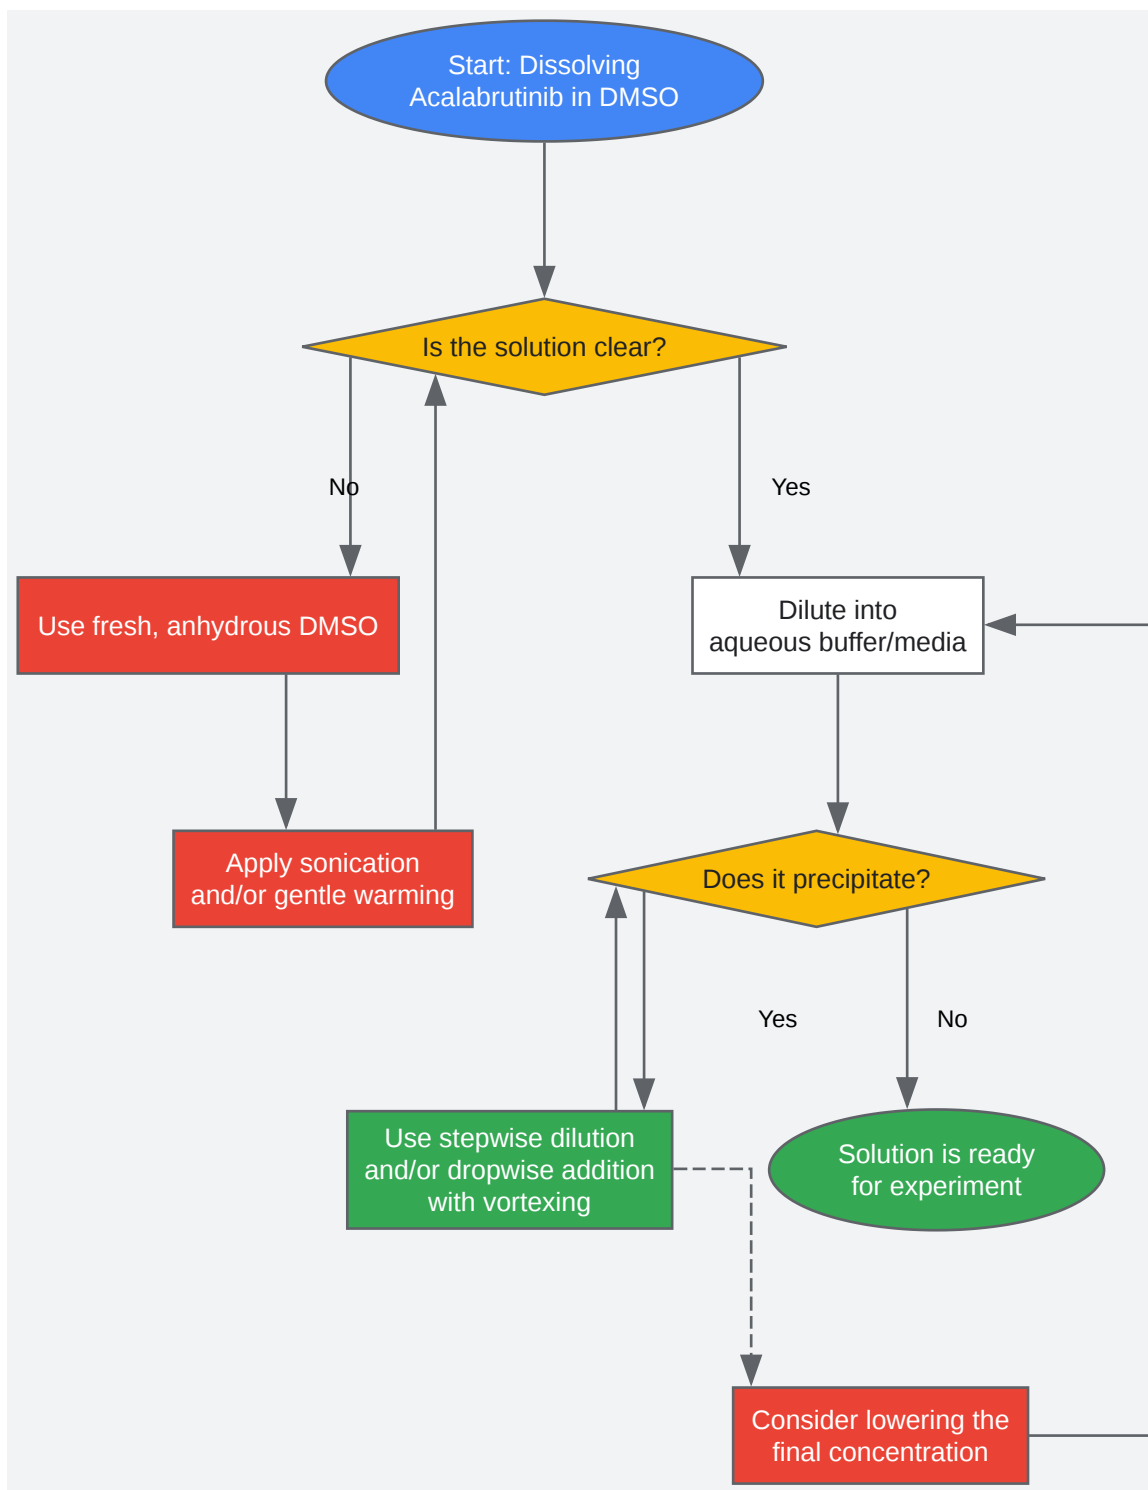 Start: Dissolving
Acalabrutinib in DMSO
Is the solution clear?
No
Yes
Use fresh, anhydrous DMSO
Dilute into
aqueous buffer/media
Apply sonication
and/or gentle warming
Does it precipitate?
Yes
No
Use stepwise dilution
and/or dropwise addition
with vortexing
Solution is ready
for experiment
Consider lowering the
final concentration